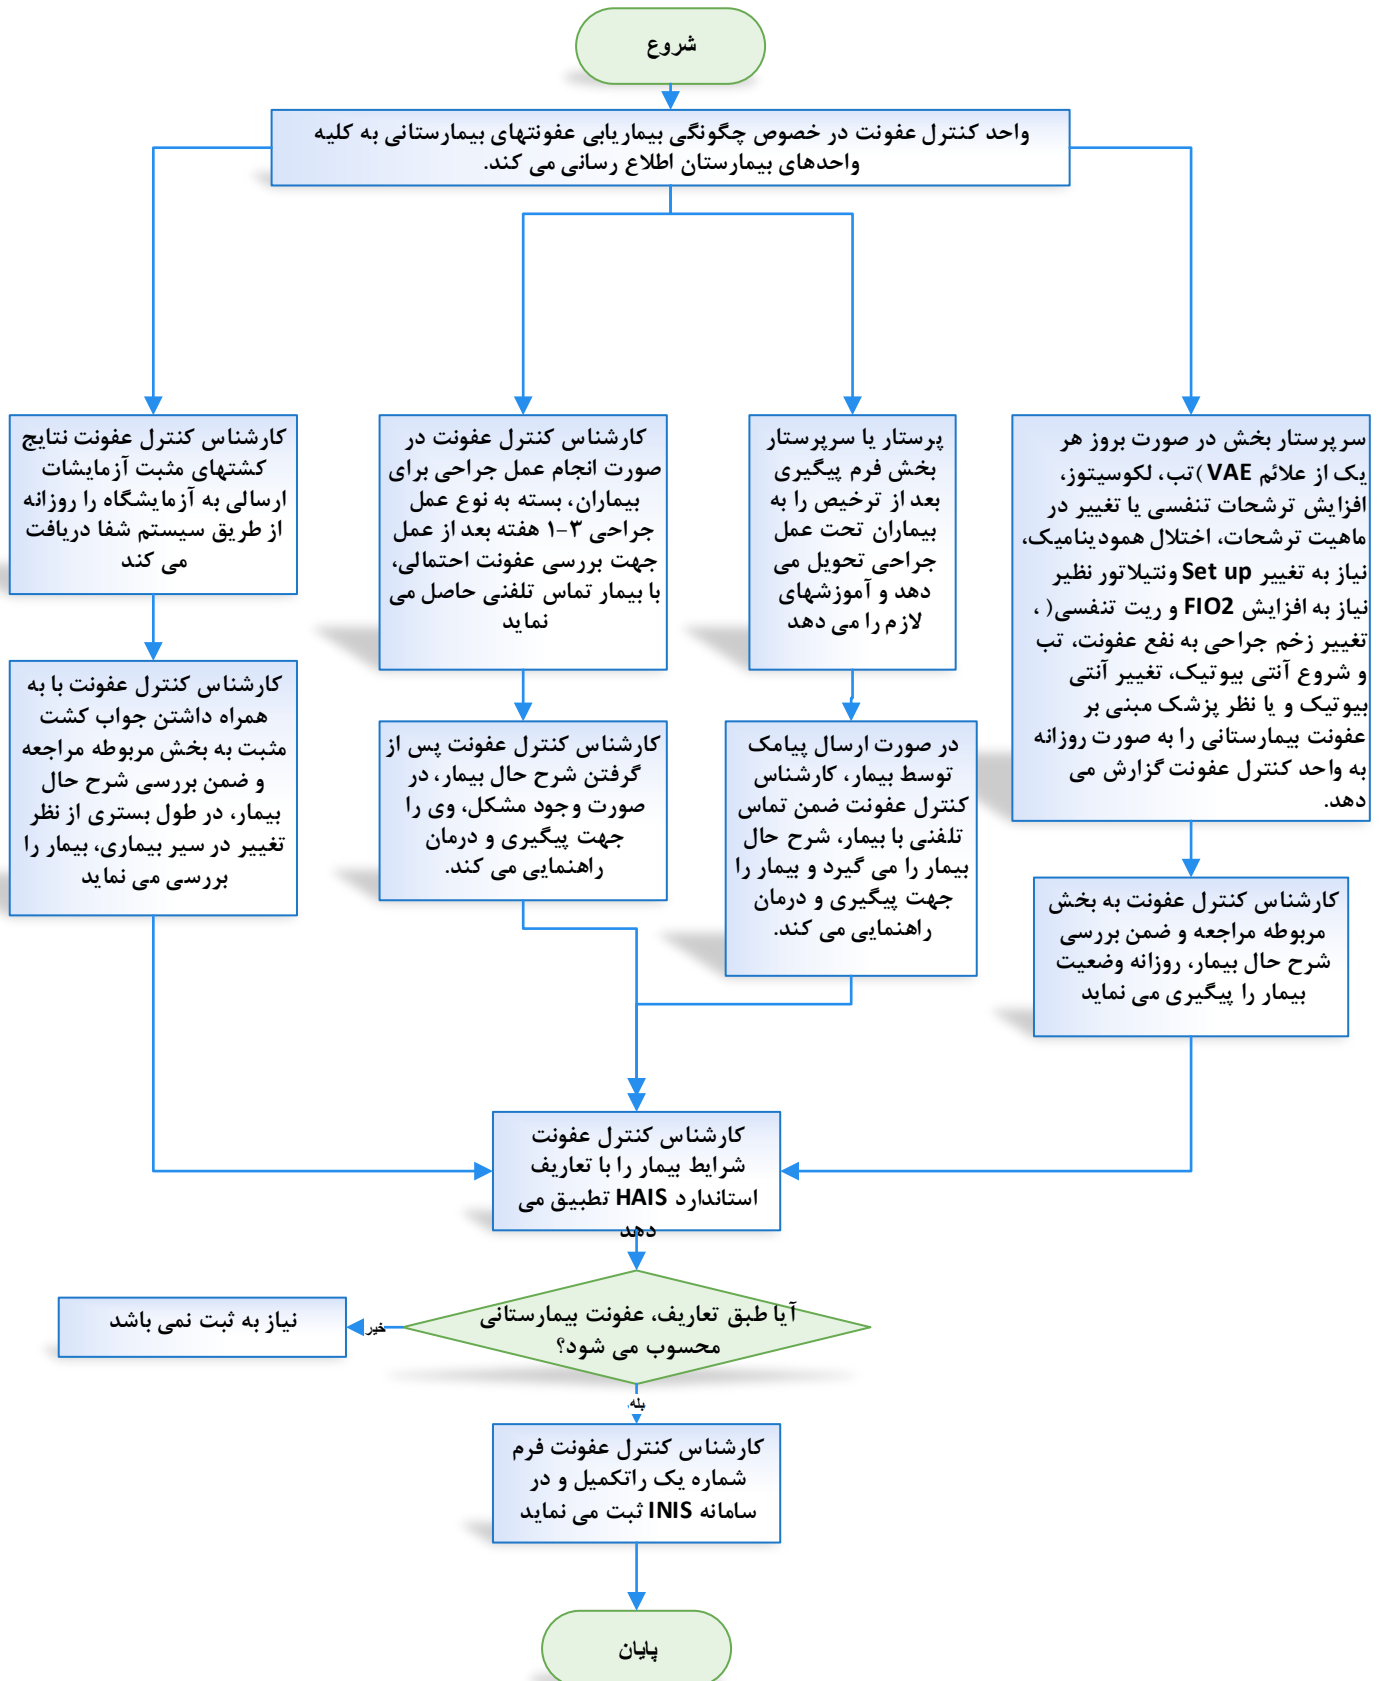 شروع
واحد کنترل عفونت در خصوص چگونگی بیماریابی عفونتهای بیمارستانی به کلیه
واحدهای بیمارستان اطلاع رسانی می کند.
سرپرستار بخش در صورت بروز هر
یک از علائم VAE )تب، لکوسیتوز،
افزایش ترشحات تنفسی یا تغییر در
ماهیت ترشحات، اختلال همودینامیک،
نیاز به تغییر Set up ونتیلاتور نظیر
نیاز به افزایش FIO2 و ریت تنفسی( ،
تغییر زخم جراحی به نفع عفونت، تب
و شروع آنتی بیوتیک، تغییر آنتی
بیوتیک و یا نظر پزشک مبنی بر
عفونت بیمارستانی را به صورت روزانه
به واحد کنترل عفونت گزارش می
دهد.
کارشناس کنترل عفونت به بخش
مربوطه مراجعه و ضمن بررسی
شرح حال بیمار، روزانه وضعیت
بیمار را پیگیری می نماید
پرستار یا سرپرستار
بخش فرم پیگیری
بعد از ترخیص را به
بیماران تحت عمل
جراحی تحویل می
دهد و آموزشهای
لازم را می دهد
در صورت ارسال پیامک
توسط بیمار، کارشناس
کنترل عفونت ضمن تماس
تلفنی با بیمار، شرح حال
بیمار را می گیرد و بیمار را
جهت پیگیری و درمان
راهنمایی می کند.
کارشناس کنترل عفونت در
صورت انجام عمل جراحی برای
بیماران، بسته به نوع عمل
جراحی ۳-۱ هفته بعد از عمل
جهت بررسی عفونت احتمالی،
با بیمار تماس تلفنی حاصل می
نماید
کارشناس کنترل عفونت پس از
گرفتن شرح حال بیمار، در
صورت وجود مشکل، وی را
جهت پیگیری و درمان
راهنمایی می کند.
کارشناس کنترل عفونت نتایج
کشتهای مثبت آزمایشات
ارسالی به آزمایشگاه را روزانه
از طریق سیستم شفا دریافت
می کند
کارشناس کنترل عفونت با به
همراه داشتن جواب کشت
مثبت به بخش مربوطه مراجعه
و ضمن بررسی شرح حال
بیمار، در طول بستری از نظر
تغییر در سیر بیماری، بیمار را
بررسی می نماید
کارشناس کنترل عفونت
شرایط بیمار را با تعاریف
استاندارد HAIS تطبیق می
دهد
آیا طبق تعاریف، عفونت بیمارستانی
محسوب می شود؟
خیر
نیاز به ثبت نمی باشد
بله
کارشناس کنترل عفونت فرم
شماره یک راتکمیل و در
سامانه INIS ثبت می نماید
پایان